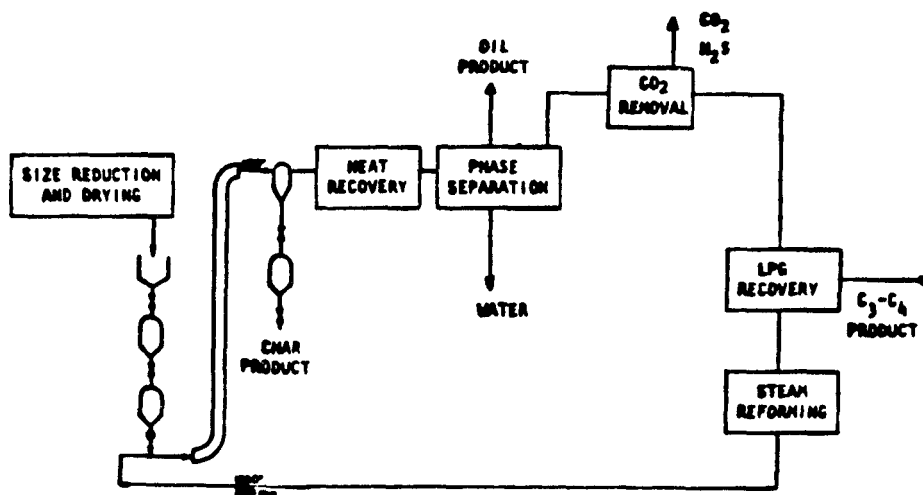 SIZE REDUCTION
AND DRYING
CHAR
PRODUCT
HEAT
RECOVERY
OIL
PRODUCT
PHASE
SEPARATION
WATER
CO2
H2S
CO2
REMOVAL
LPG
RECOVERY
C3-C4
PRODUCT
STEAM
REFORMING